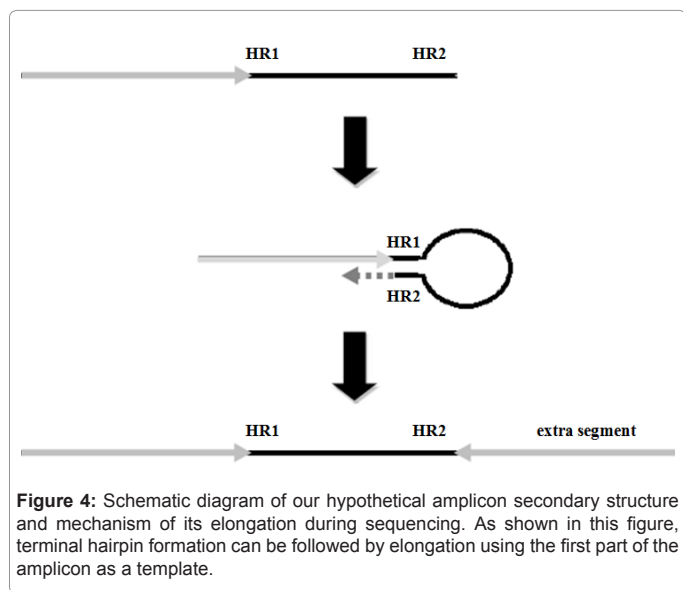 HR1 HR2
HR1
HR2
HR1 HR2 extra segment
Figure 4: Schematic diagram of our hypothetical amplicon secondary structure
and mechanism of its elongation during sequencing. As shown in this figure,
terminal hairpin formation can be followed by elongation using the first part of the
amplicon as a template.